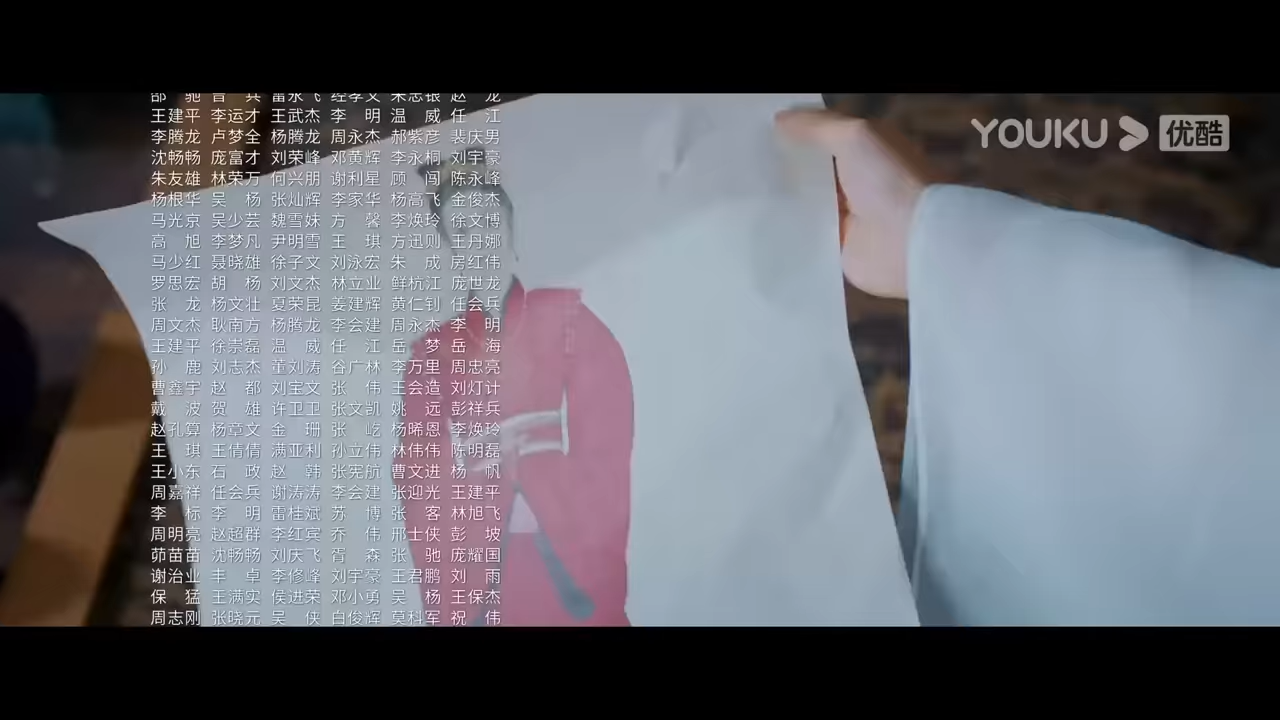 YOUKU 优酷
王建平 李运才 王武杰 李 明 温 威 任 江
李腾龙 卢梦全 杨腾龙 周永杰 郝紫彦 裴庆男
沈畅畅 庞富才 刘荣峰 邓黄辉 李永桐 刘宇豪
朱友雄 林荣万 何兴朋 谢利星 顾 闯 陈永峰
杨根华 吴 杨 张灿辉 李家华 杨高飞 金俊杰
马光京 吴少芸 魏雪妹 方 馨 李焕玲 徐文博
高 旭 李梦凡 尹明雪 王 琪 方迅则 王丹娜
马少红 聂晓雄 徐子文 刘泳宏 朱 成 房红伟
罗思宏 胡 杨 刘文杰 林立业 鲜杭江 庞世龙
张 龙 杨文壮 夏荣昆 姜建辉 黄仁钊 任会兵
周文杰 耿南方 杨腾龙 李会建 周永杰 李 明
王建平 徐崇磊 温 威 任 江 岳 梦 岳 海
孙 鹿 刘志杰 董刘涛 谷广林 李万里 周忠亮
曹鑫宇 赵 都 刘宝文 张 伟 王会造 刘灯计
戴 波 贺 雄 许卫卫 张文凯 姚 远 彭祥兵
赵孔算 杨章文 金 珊 张 屹 杨晞恩 李焕玲
王 琪 王倩倩 满亚利 孙立伟 林伟伟 陈明磊
王小东 石 政 赵 韩 张宪航 曹文进 杨 帆
周嘉祥 任会兵 谢涛涛 李会建 张迎光 王建平
李 标 李 明 雷桂斌 苏 博 张 客 林旭飞
周明亮 赵超群 李红宾 乔 伟 邢士侠 彭 坡
茆苗苗 沈畅畅 刘庆飞 胥 森 张 驰 庞耀国
谢治业 丰 卓 李修峰 刘宇豪 王君鹏 刘 雨
保 猛 王满实 侯进荣 邓小勇 吴 杨 王保杰
周志刚 张晓元 吴 侠 白俊辉 莫科军 祝 伟